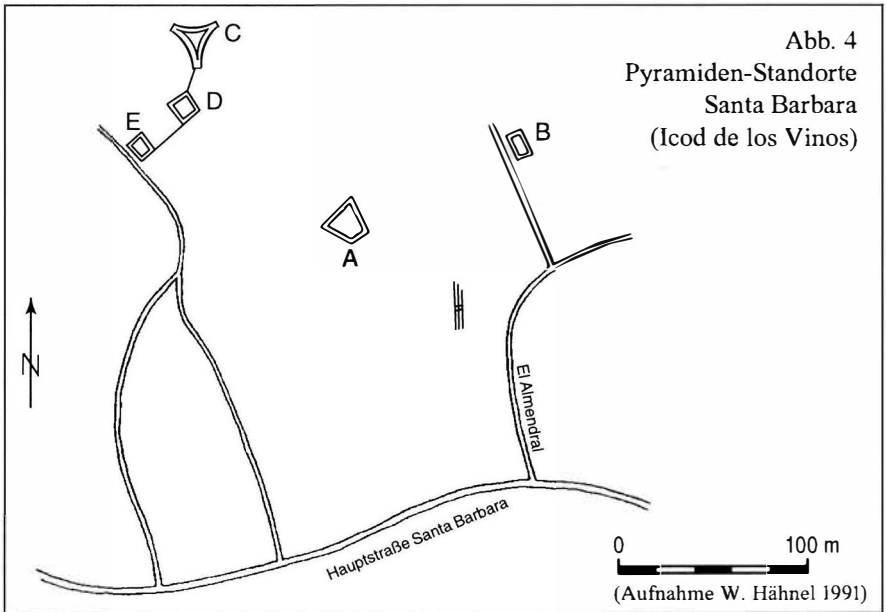 Abb. 4
Pyramiden-Standorte
Santa Barbara
(Icod de los Vinos)
C
D
E
B
A
N
El Almendral
Hauptstraße Santa Barbara
0 100 m
(Aufnahme W. Hähnel 1991)